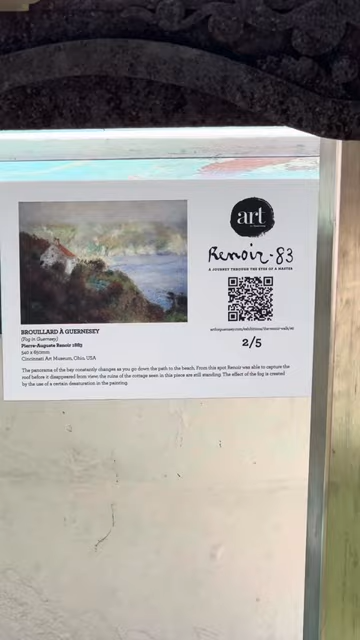 art
Renoir·83
A JOURNEY THROUGH THE EYES OF A MASTER
2/5
BROUILLARD À GUERNESEY
(Fog in Guernsey)
Pierre-Auguste Renoir 1883
Cincinnati Art Museum, Ohio, USA
The panorama of the bay constantly changes as you go down the path to the beach. From this spot Renoir was able to capture the
roof before it disappeared from view; the ruins of the cottage seen in this piece are still standing. The effect of the fog is created
by the use of a certain desaturation in the painting.